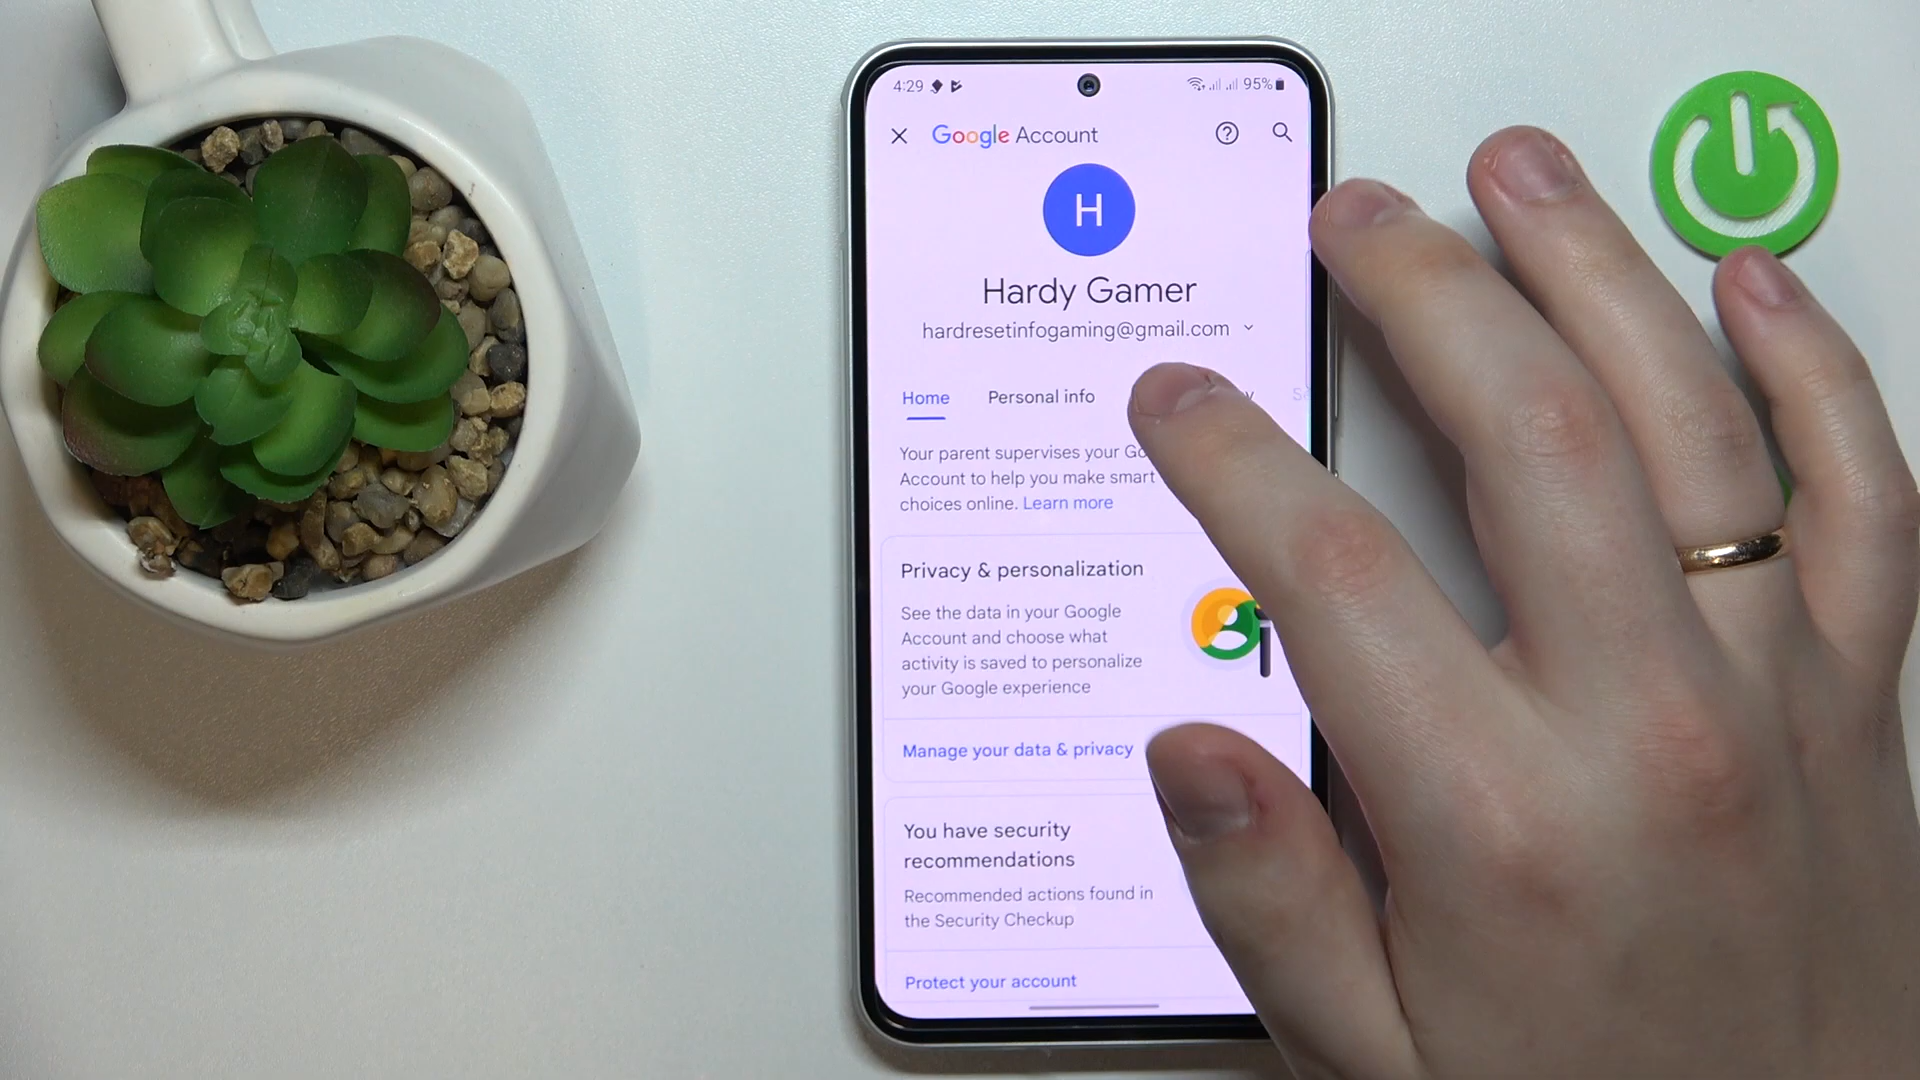 4:29 95%
Google Account
H
Hardy Gamer
hardresetinfogaming@gmail.com
Home Personal info
Your parent supervises your
Account to help you make smart
choices online. Learn more
Privacy & personalization
See the data in your Google
Account and choose what
activity is saved to personalize
your Google experience
Manage your data & privacy
You have security
recommendations
Recommended actions found in
the Security Checkup
Protect your account